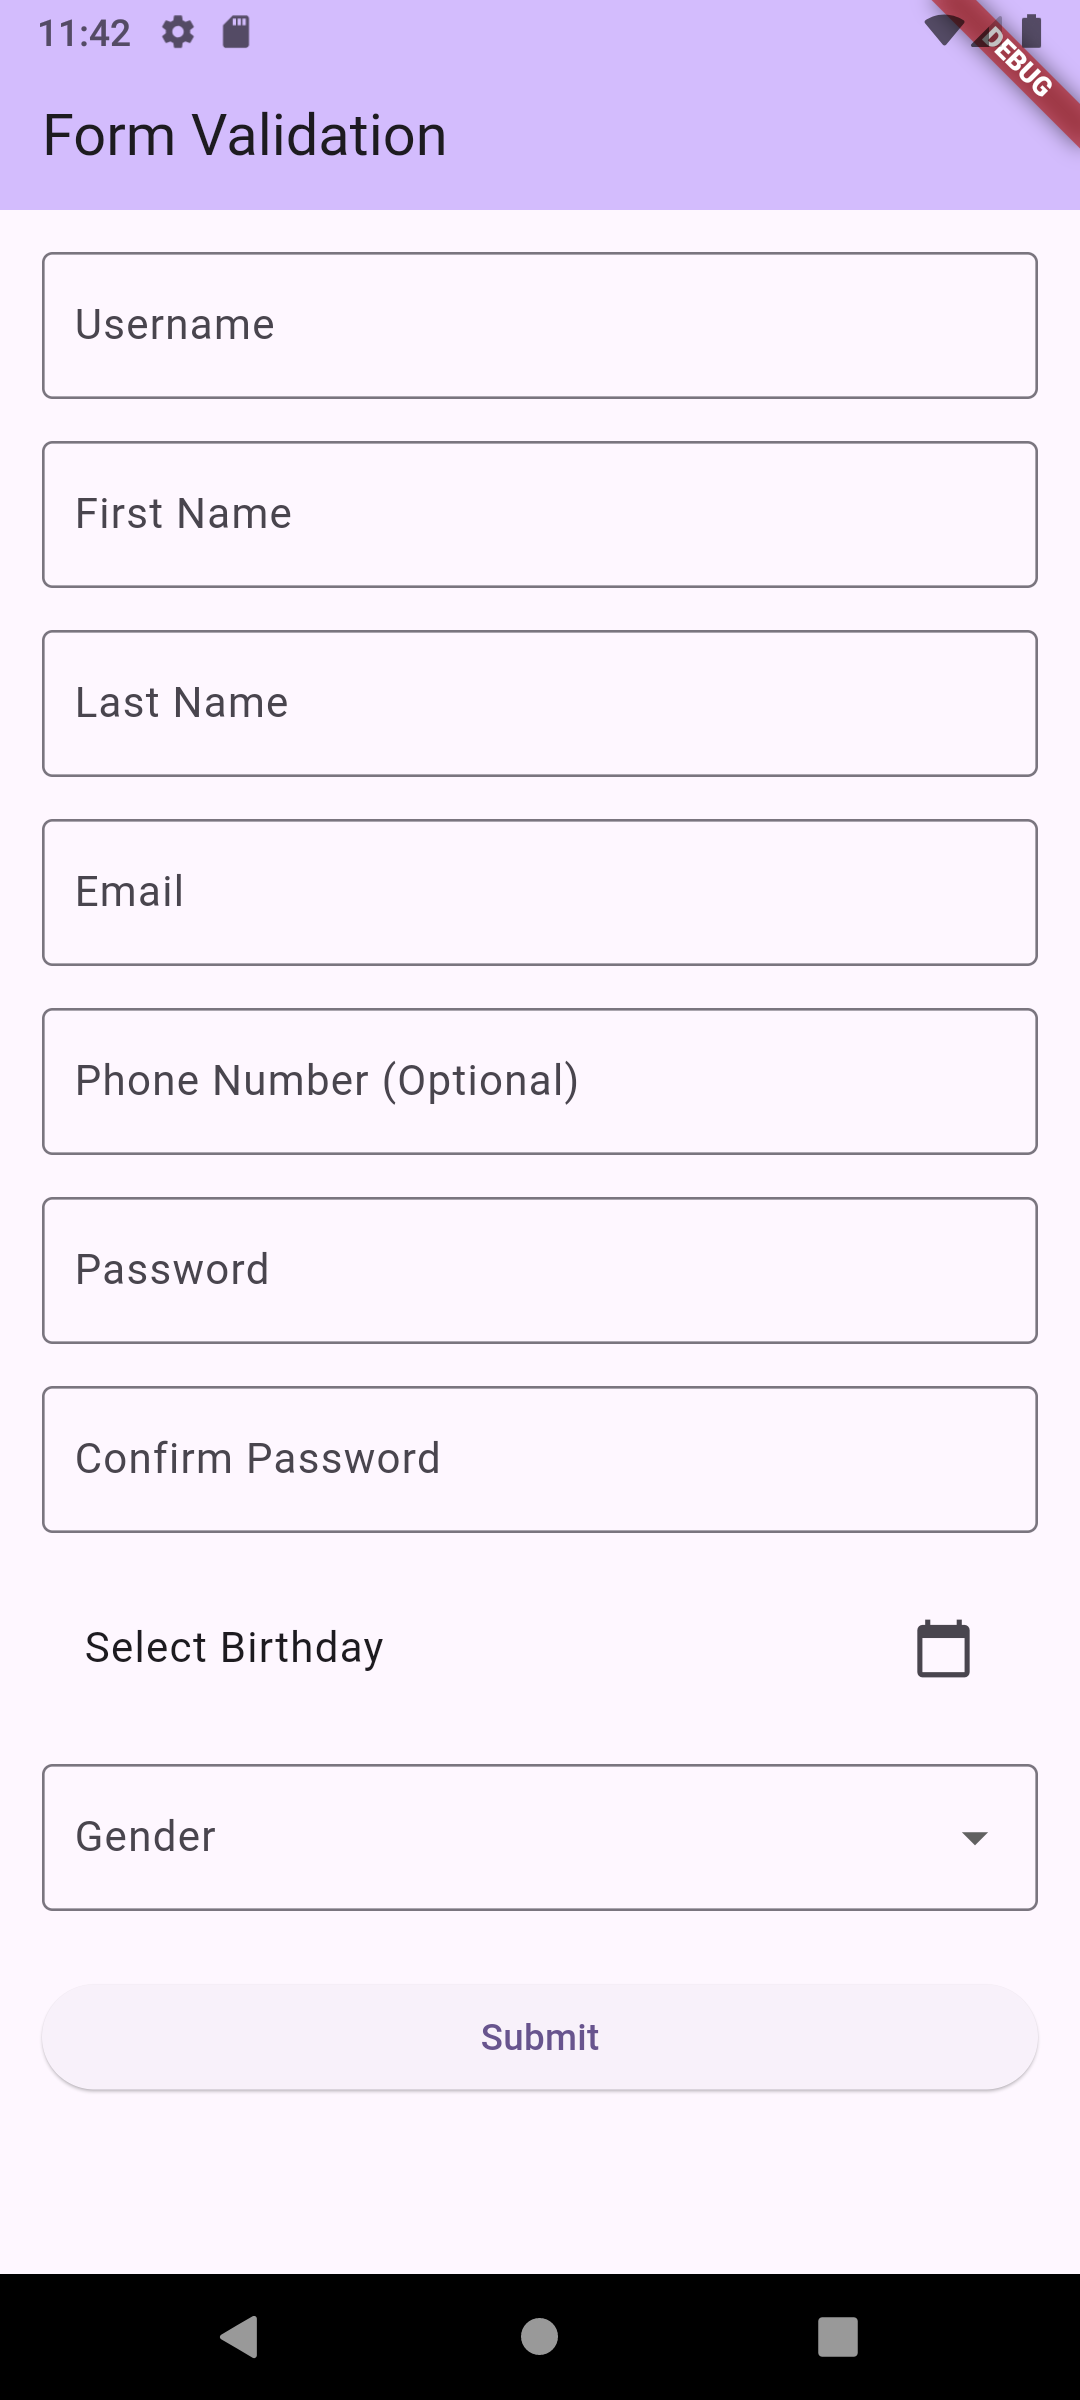 11:42
DEBUG
Form Validation
Username
First Name
Last Name
Email
Phone Number (Optional)
Password
Confirm Password
Select Birthday
Gender
Submit